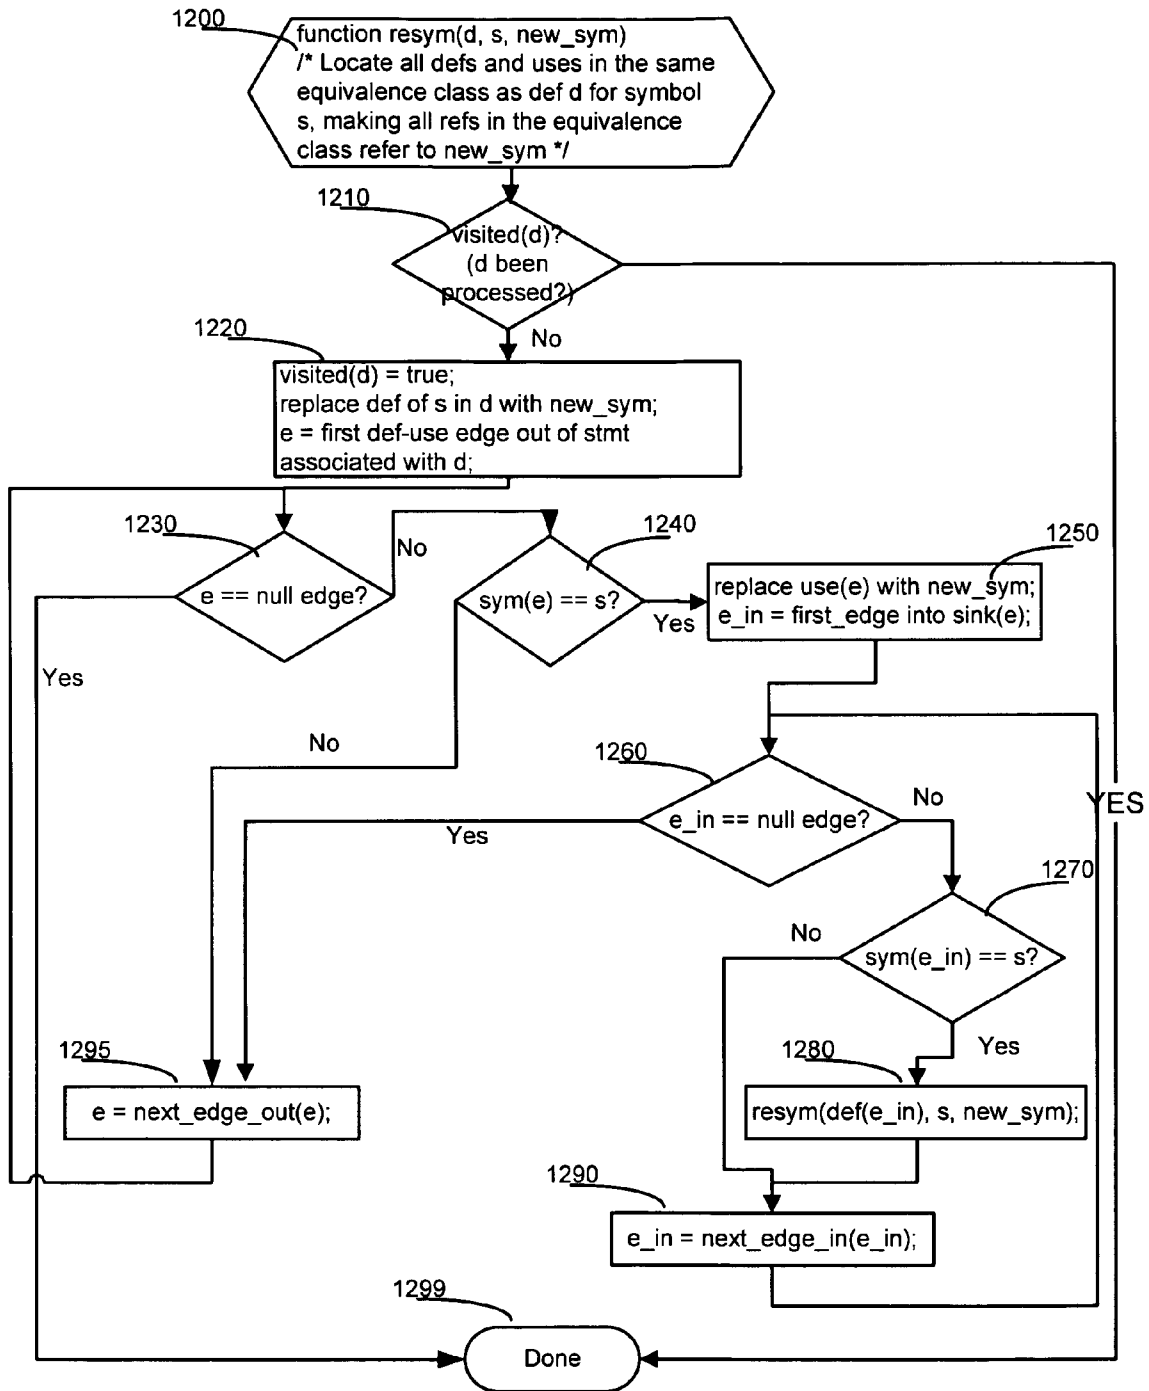 1200
function resym(d, s, new_sym)
/* Locate all defs and uses in the same
equivalence class as def d for symbol
s, making all refs in the equivalence
class refer to new_sym */
1210
visited(d)?
(d been
processed?)
No
1220
visited(d) = true;
replace def of s in d with new_sym;
e = first def-use edge out of stmt
associated with d;
1230
e == null edge?
No
Yes
1240
sym(e) == s?
Yes
No
1250
replace use(e) with new_sym;
e_in = first_edge into sink(e);
1260
e_in == null edge?
No
Yes
YES
1270
sym(e_in) == s?
No
Yes
1280
resym(def(e_in), s, new_sym);
1295
e = next_edge_out(e);
1290
e_in = next_edge_in(e_in);
1299
Done